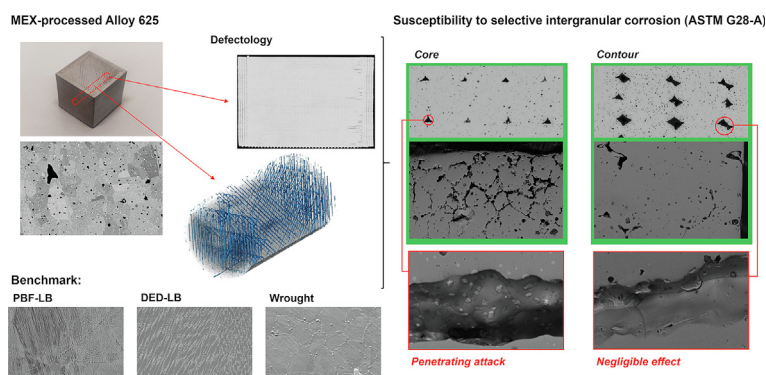 MEX-processed Alloy 625
Susceptibility to selective intergranular corrosion (ASTM G28-A)
Defectology
Core
Contour
Benchmark:
PBF-LB
DED-LB
Wrought
Penetrating attack
Negligible effect